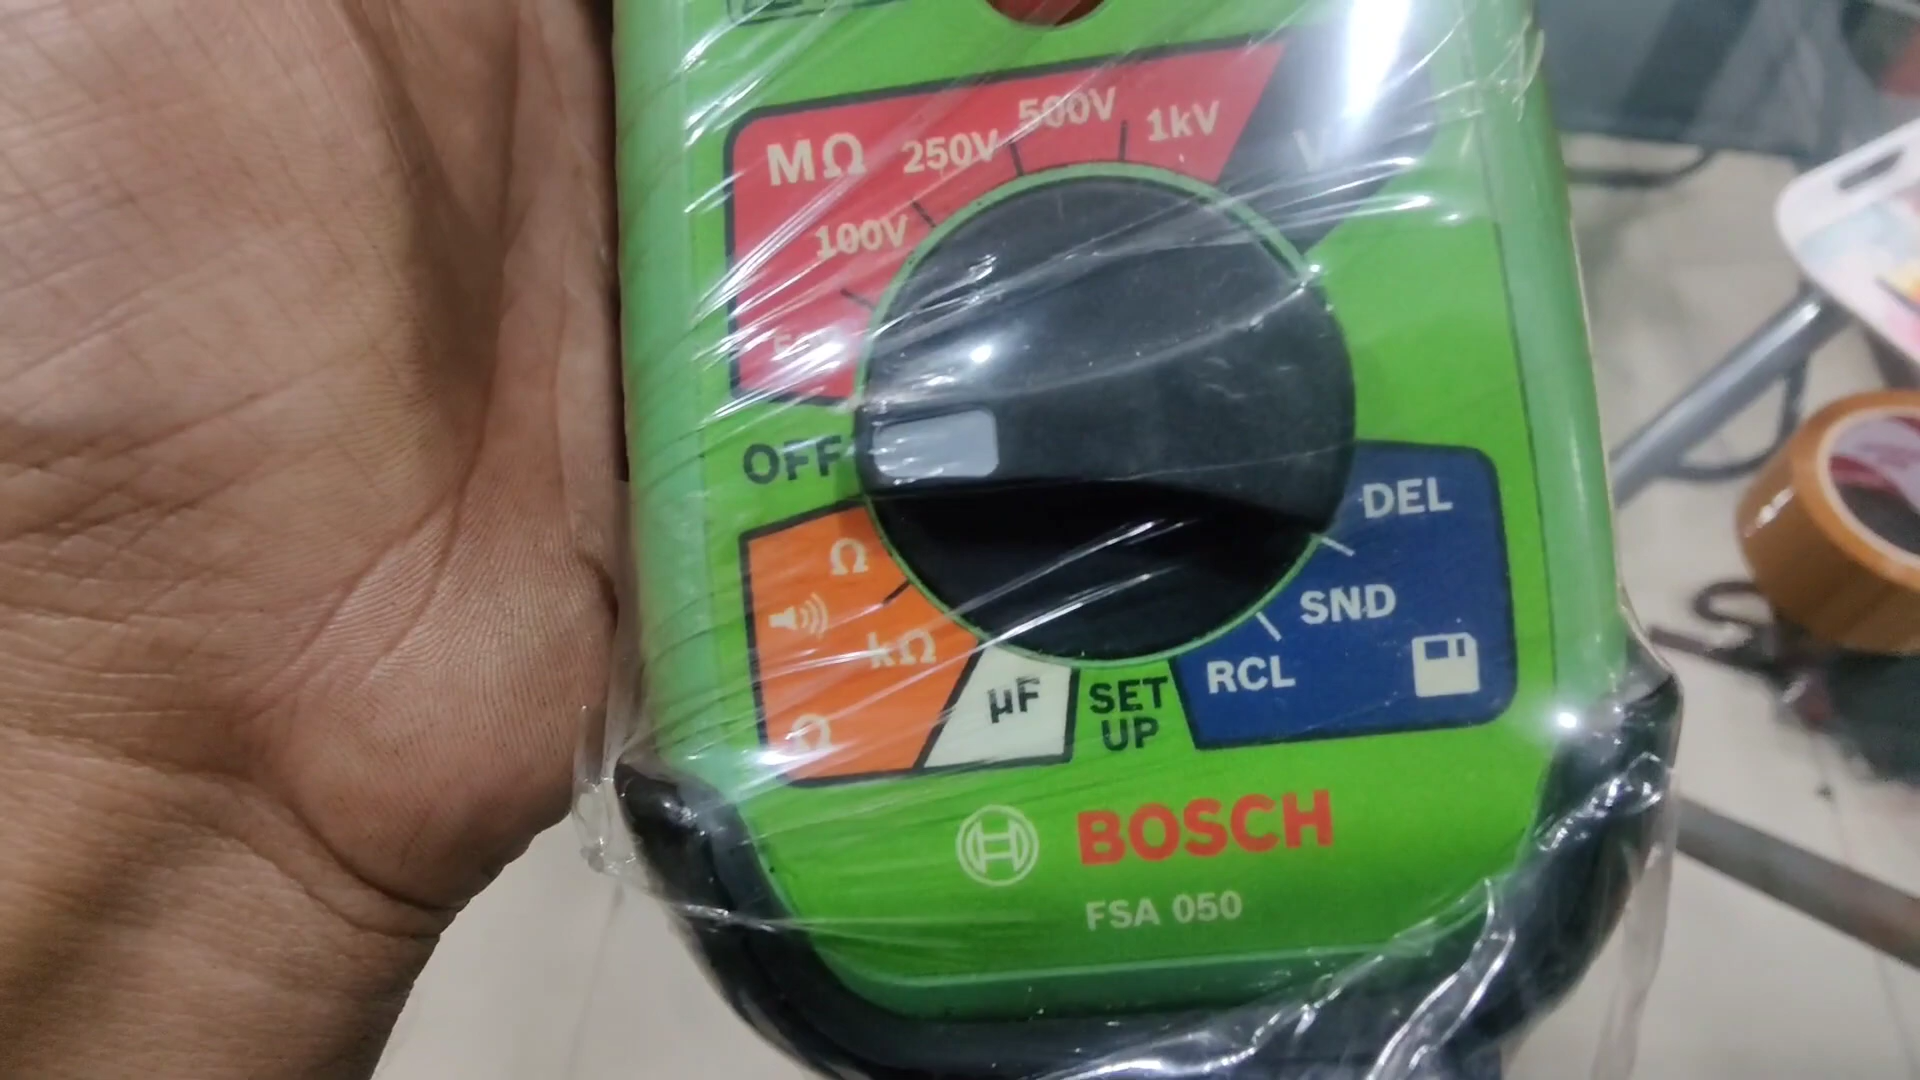 500V
1kV
250V
MΩ
V
100V
OFF
DEL
Ω
SND
kΩ
RCL
µF
SET
UP
Ω
BOSCH
FSA 050